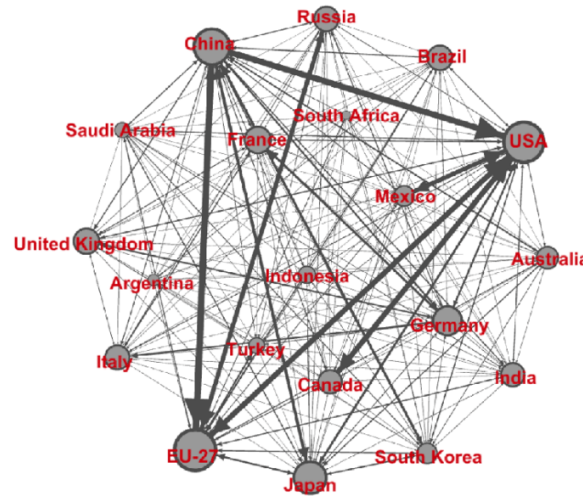 Russia
China
Brazil
South Africa
Saudi Arabia
France
USA
Mexico
United Kingdom
Australia
Indonesia
Argentina
Germany
Turkey
Italy
Canada
India
EU-27
South Korea
Japan